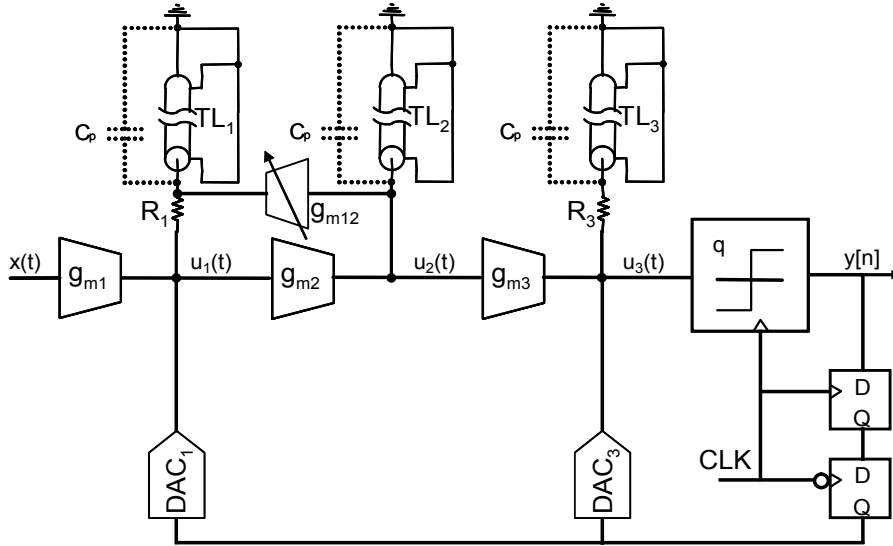 TL₁
TL₂
TL₃
Cₚ
Cₚ
Cₚ
R₁
gₘ₁₂
R₃
x(t)
gₘ₁
u₁(t)
gₘ₂
u₂(t)
gₘ₃
u₃(t)
q
y[n]
D
Q
CLK
D
Q
DAC₁
DAC₃